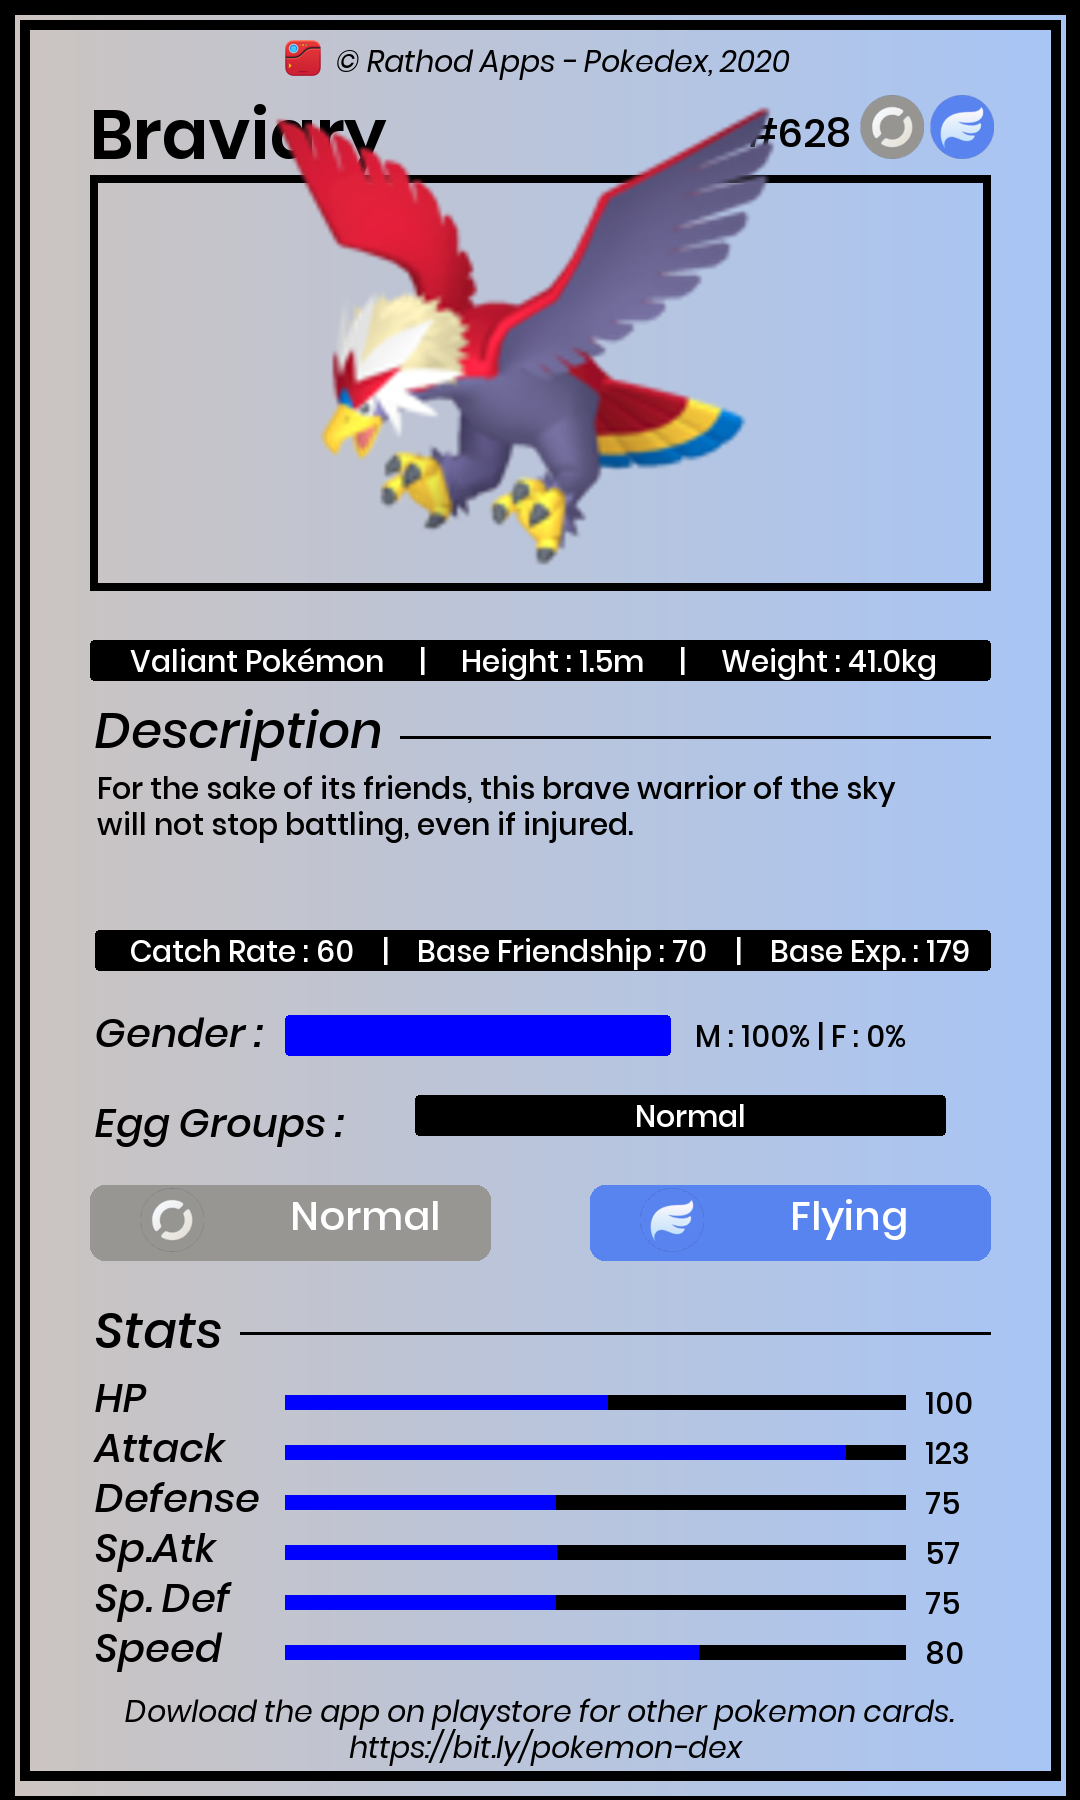 © Rathod Apps - Pokedex, 2020
Braviary #628
Valiant Pokémon | Height : 1.5m | Weight : 41.0kg
Description
For the sake of its friends, this brave warrior of the sky
will not stop battling, even if injured.
Catch Rate : 60 | Base Friendship : 70 | Base Exp. : 179
Gender : M : 100% | F : 0%
Egg Groups : Normal
Normal Flying
Stats
HP 100
Attack 123
Defense 75
Sp.Atk 57
Sp. Def 75
Speed 80
Dowload the app on playstore for other pokemon cards.
https://bit.ly/pokemon-dex